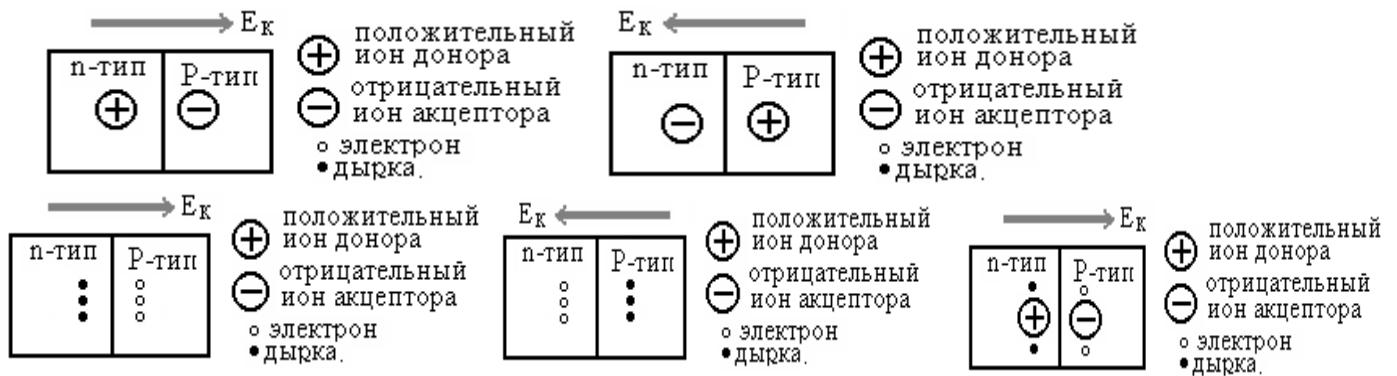 Eк
n-тип
P-тип
положительный
ион донора
отрицательный
ион акцептора
электрон
дырка.
Eк
n-тип
P-тип
положительный
ион донора
отрицательный
ион акцептора
электрон
дырка.
Eк
n-тип
P-тип
положительный
ион донора
отрицательный
ион акцептора
электрон
дырка.
Eк
n-тип
P-тип
положительный
ион донора
отрицательный
ион акцептора
электрон
дырка.
Eк
n-тип
P-тип
положительный
ион донора
отрицательный
ион акцептора
электрон
дырка.